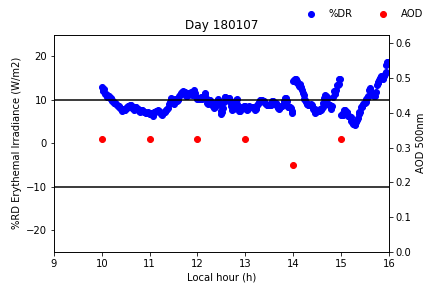 %DR AOD
Day 180107
%RD Erythemal Irradiance (W/m2)
20
10
0
−10
−20
0.6
0.5
0.4
0.3
0.2
0.1
0.0
AOD 500nm
9 10 11 12 13 14 15 16
Local hour (h)